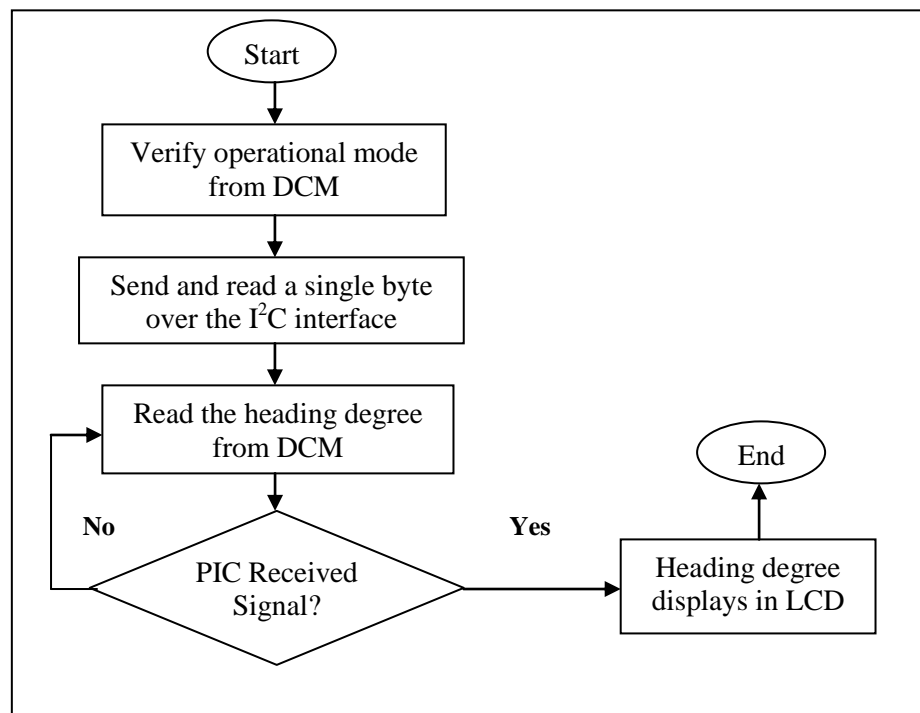 Start
Verify operational mode
from DCM
Send and read a single byte
over the I²C interface
Read the heading degree
from DCM
No
PIC Received
Signal?
Yes
Heading degree
displays in LCD
End